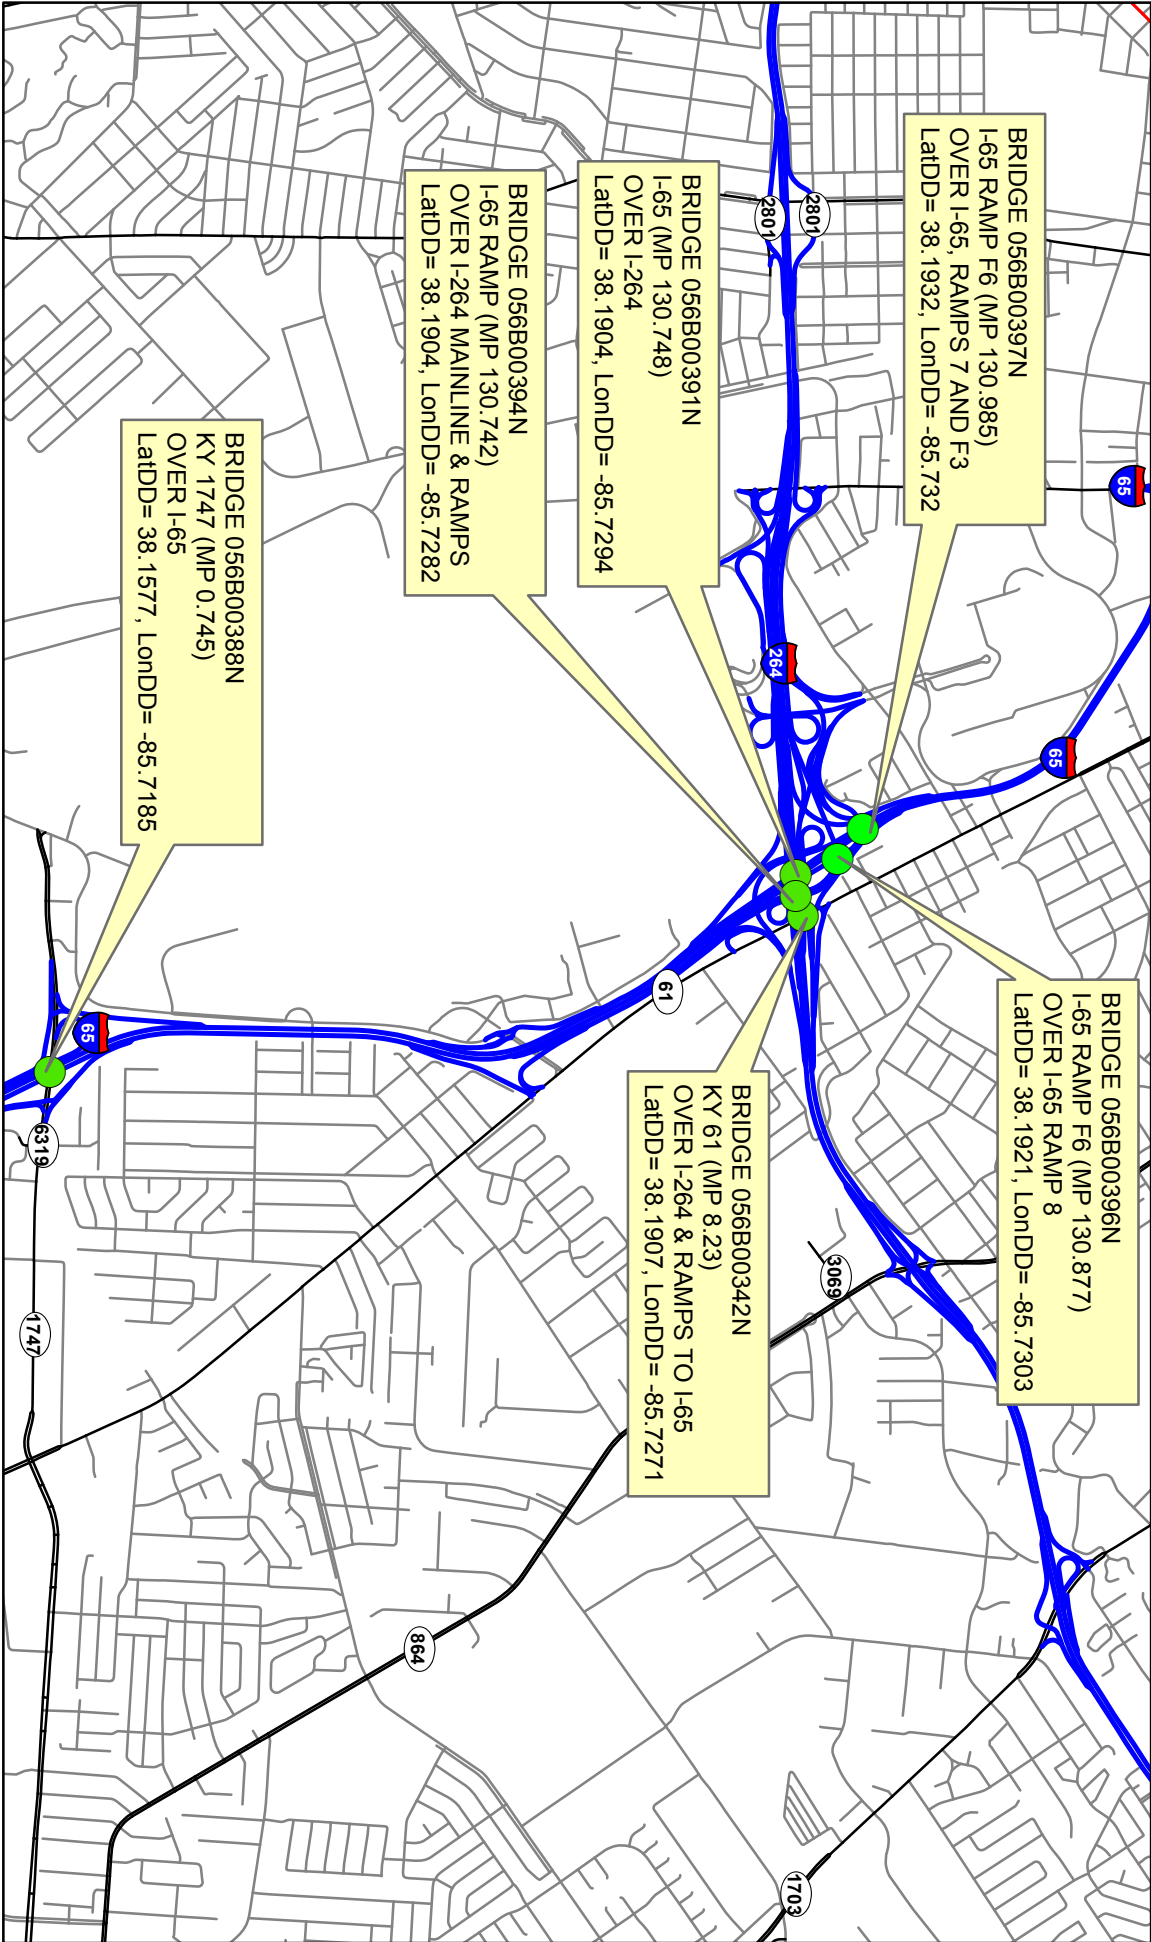 BRIDGE 056B00397N
I-65 RAMP F6 (MP 130.985)
OVER I-65, RAMPS 7 AND F3
LatDD= 38.1932, LonDD= -85.732
BRIDGE 056B00396N
I-65 RAMP F6 (MP 130.877)
OVER I-65 RAMP 8
LatDD= 38.1921, LonDD= -85.7303
BRIDGE 056B00391N
I-65 (MP 130.748)
OVER I-264
LatDD= 38.1904, LonDD= -85.7294
BRIDGE 056B00342N
KY 61 (MP 8.23)
OVER I-264 & RAMPS TO I-65
LatDD= 38.1907, LonDD= -85.7271
BRIDGE 056B00394N
I-65 RAMP (MP 130.742)
OVER I-264 MAINLINE & RAMPS
LatDD= 38.1904, LonDD= -85.7282
BRIDGE 056B00388N
KY 1747 (MP 0.745)
OVER I-65
LatDD= 38.1577, LonDD= -85.7185
65
65
2801
2801
264
3069
1703
61
864
65
6319
1747